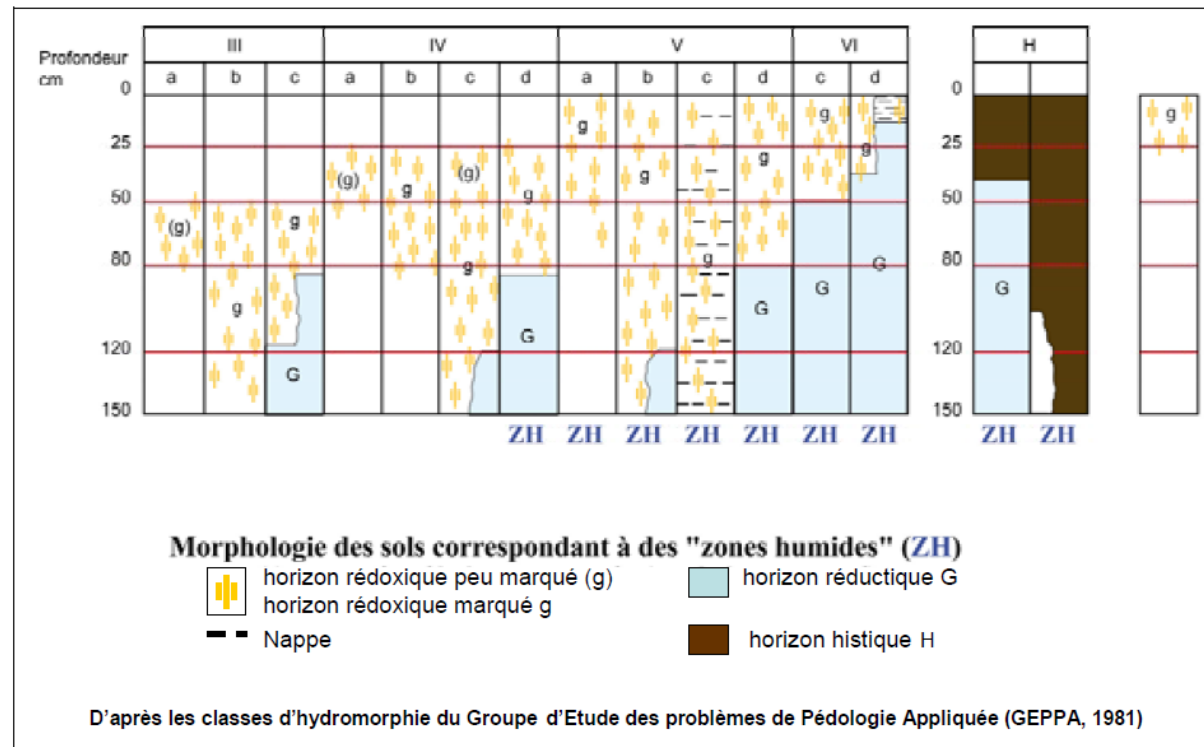 III IV V VI H
Profondeur
cm
a b c a b c d a b c d c d
0 0
g g g g
25 25
(g) g (g) g g g g
50 50
(g) g g g
80 80
g g G G G G
120 120
G
150 150
ZH ZH ZH ZH ZH ZH ZH ZH ZH
Morphologie des sols correspondant à des "zones humides" (ZH)
horizon rédoxique peu marqué (g)
horizon rédoxique marqué g
horizon réductique G
Nappe
horizon histique H
D'après les classes d'hydromorphie du Groupe d'Etude des problèmes de Pédologie Appliquée (GEPPA, 1981)